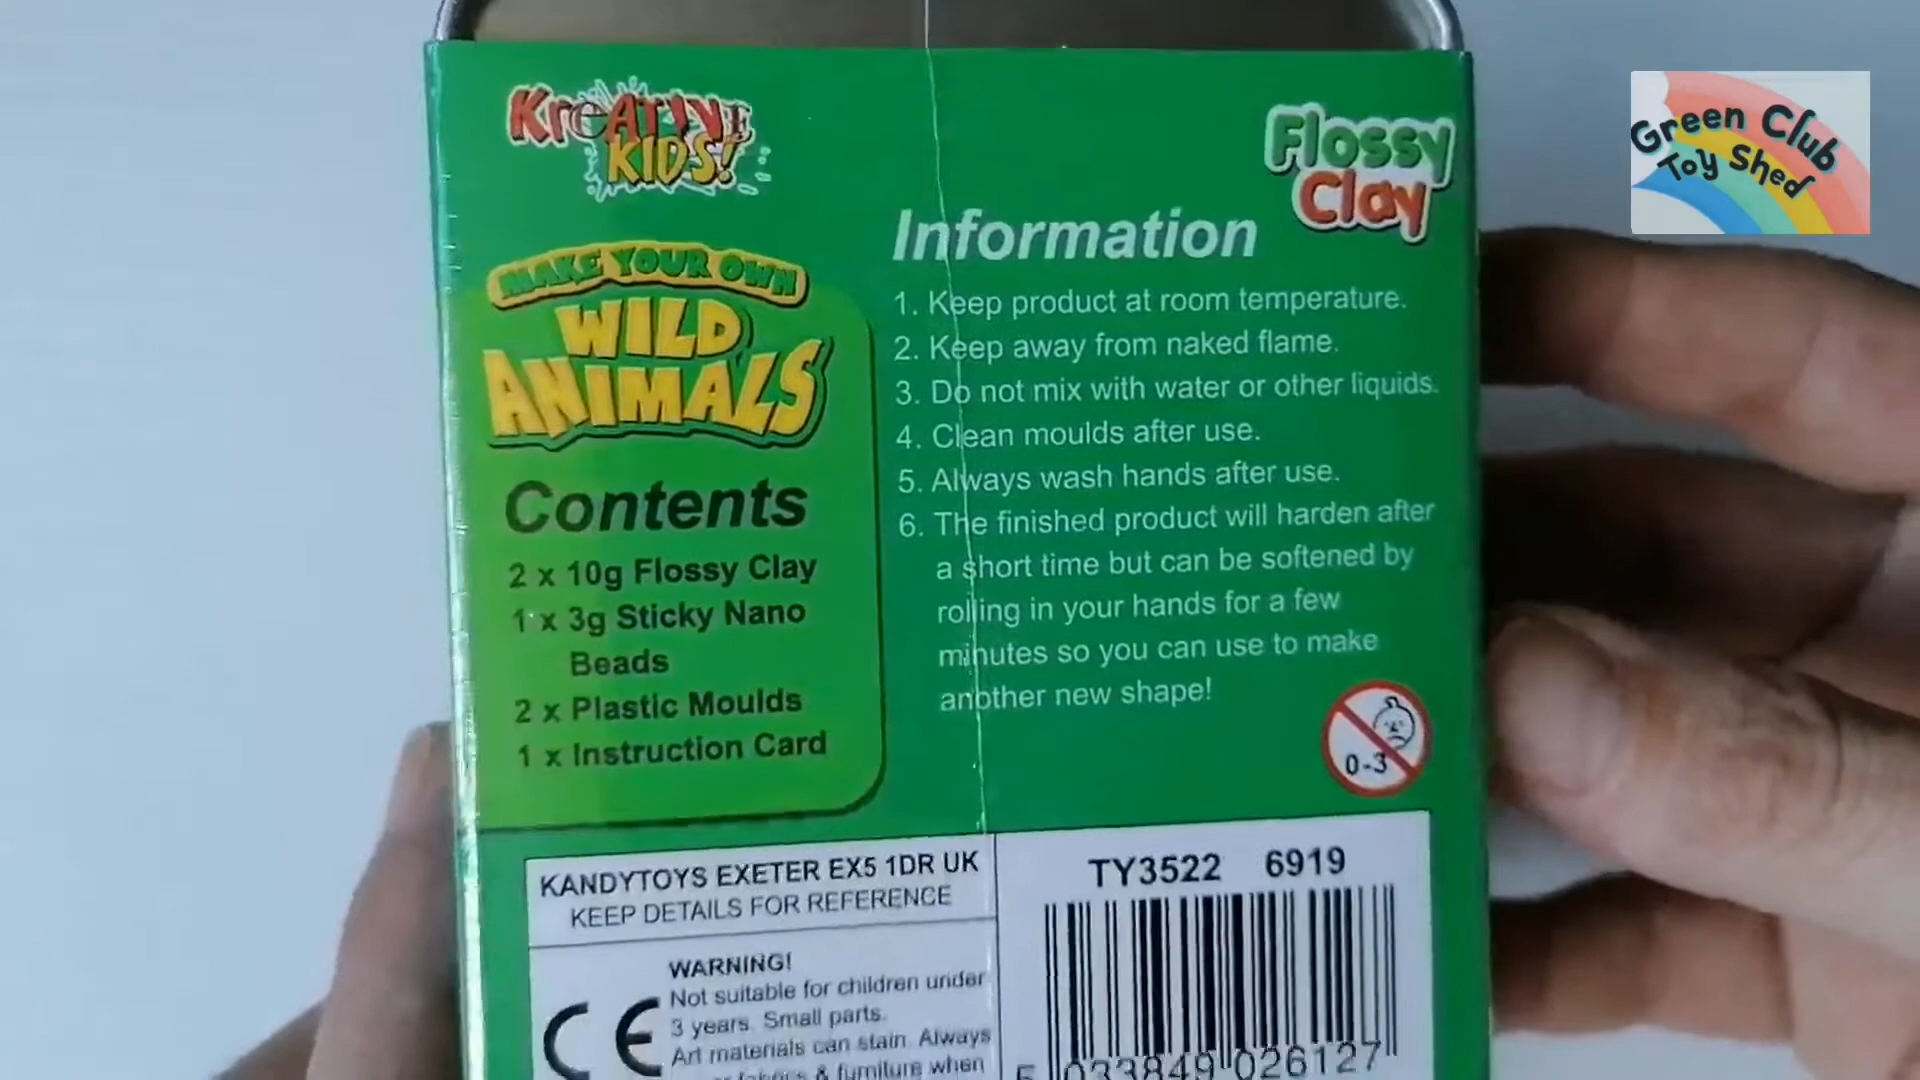 KreATIVE
KIDS!
Flossy
Clay
Green Club
Toy Shed
MAKE YOUR OWN
WILD
ANIMALS
Contents
2 x 10g Flossy Clay
1 x 3g Sticky Nano
Beads
2 x Plastic Moulds
1 x Instruction Card
Information
1. Keep product at room temperature.
2. Keep away from naked flame.
3. Do not mix with water or other liquids.
4. Clean moulds after use.
5. Always wash hands after use.
6. The finished product will harden after
a short time but can be softened by
rolling in your hands for a few
minutes so you can use to make
another new shape!
0-3
KANDYTOYS EXETER EX5 1DR UK
KEEP DETAILS FOR REFERENCE
CE
WARNING!
Not suitable for children under
3 years. Small parts.
Art materials can stain. Always
fabrics & furniture when
TY3522 6919
5 033849 026127